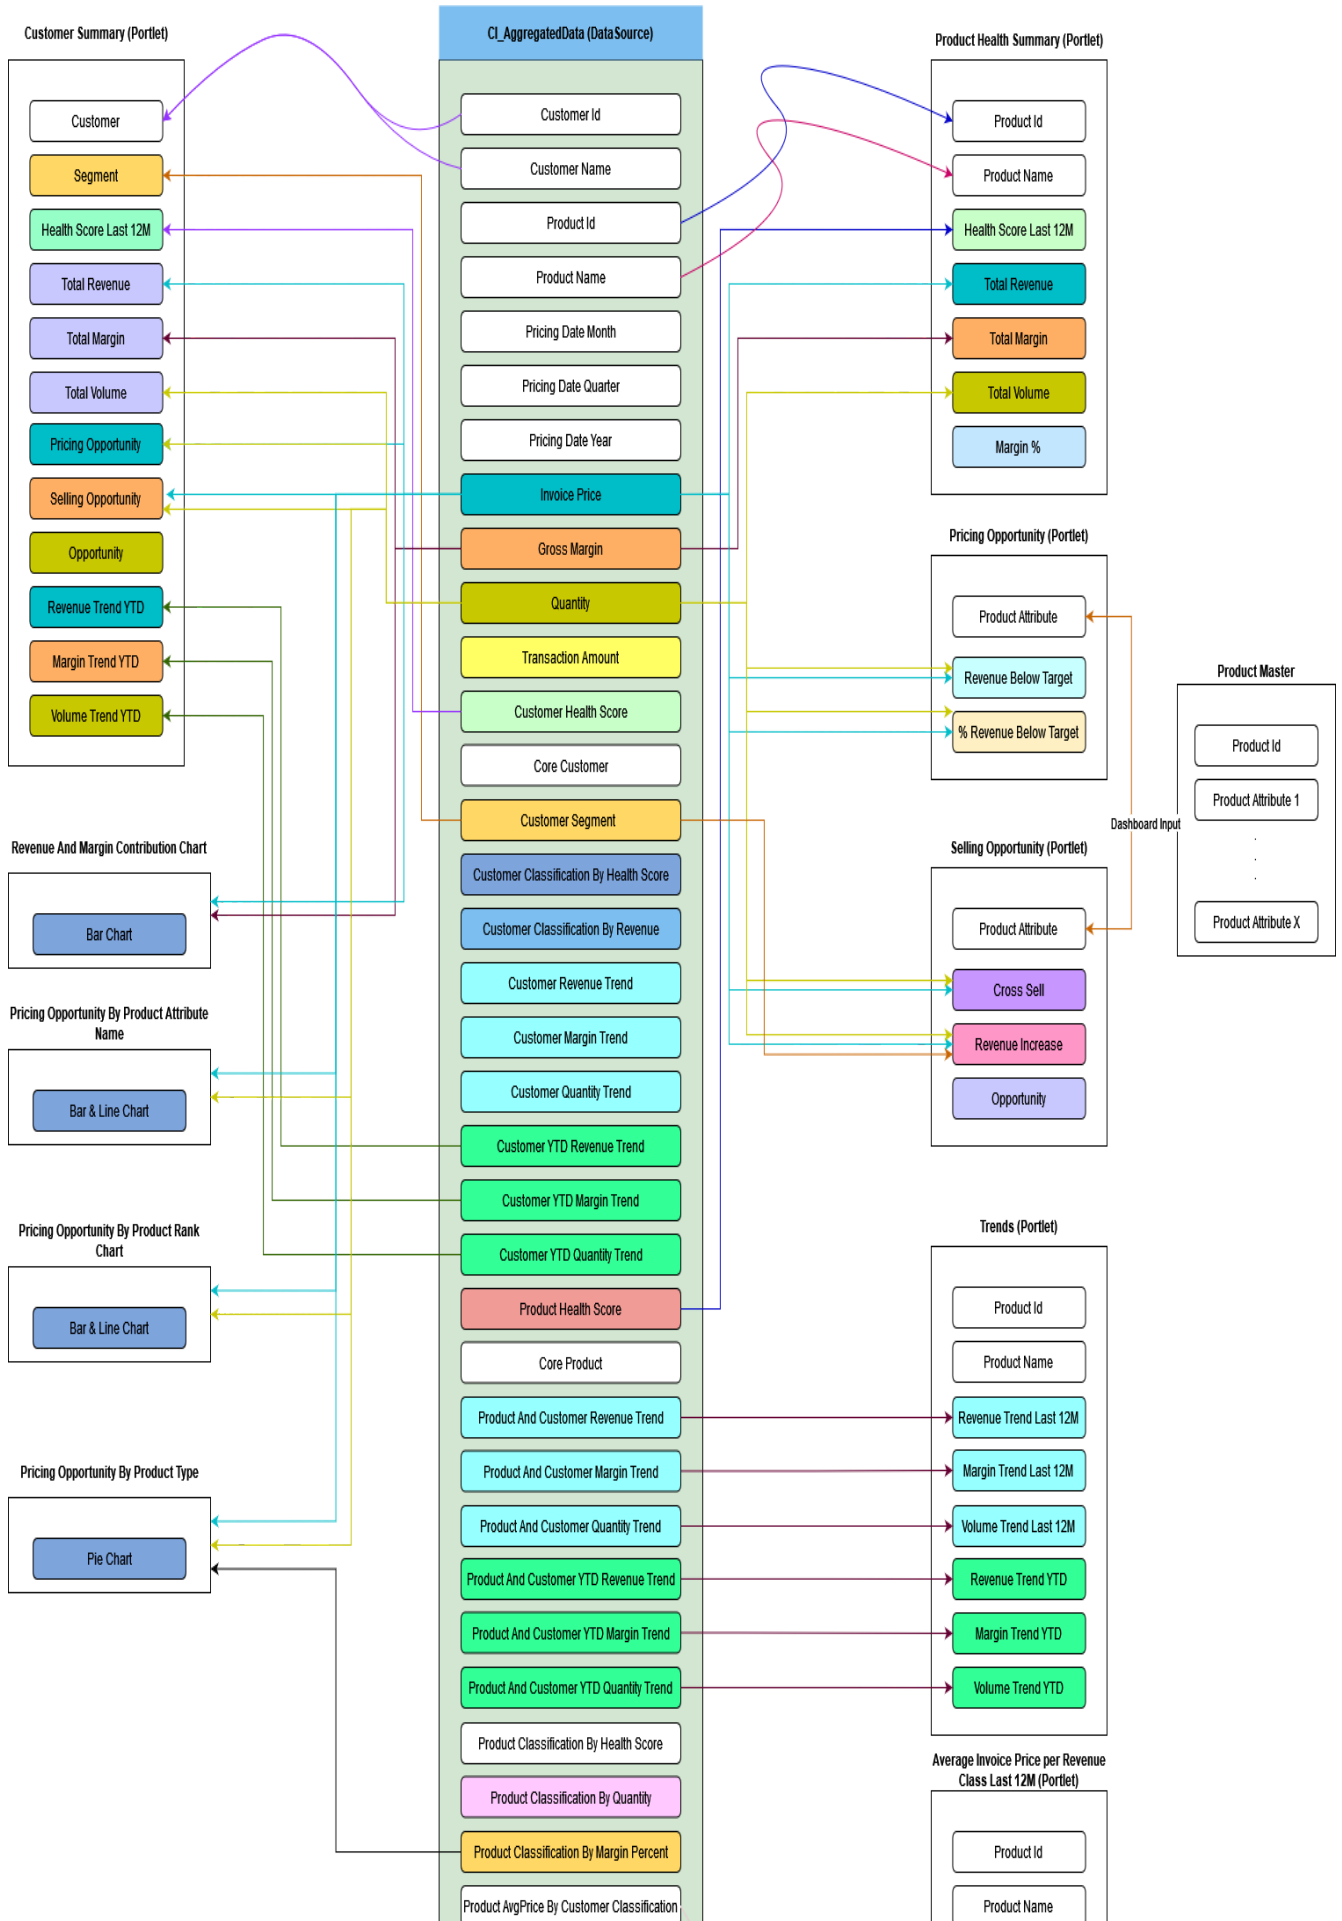 Customer Summary (Portlet)
Customer
Segment
Health Score Last 12M
Total Revenue
Total Margin
Total Volume
Pricing Opportunity
Selling Opportunity
Opportunity
Revenue Trend YTD
Margin Trend YTD
Volume Trend YTD
Revenue And Margin Contribution Chart
Bar Chart
Pricing Opportunity By Product Attribute
Name
Bar & Line Chart
Pricing Opportunity By Product Rank
Chart
Bar & Line Chart
Pricing Opportunity By Product Type
Pie Chart
CI_AggregatedData (DataSource)
Customer Id
Customer Name
Product Id
Product Name
Pricing Date Month
Pricing Date Quarter
Pricing Date Year
Invoice Price
Gross Margin
Quantity
Transaction Amount
Customer Health Score
Core Customer
Customer Segment
Customer Classification By Health Score
Customer Classification By Revenue
Customer Revenue Trend
Customer Margin Trend
Customer Quantity Trend
Customer YTD Revenue Trend
Customer YTD Margin Trend
Customer YTD Quantity Trend
Product Health Score
Core Product
Product And Customer Revenue Trend
Product And Customer Margin Trend
Product And Customer Quantity Trend
Product And Customer YTD Revenue Trend
Product And Customer YTD Margin Trend
Product And Customer YTD Quantity Trend
Product Classification By Health Score
Product Classification By Quantity
Product Classification By Margin Percent
Product AvgPrice By Customer Classification
Product Health Summary (Portlet)
Product Id
Product Name
Health Score Last 12M
Total Revenue
Total Margin
Total Volume
Margin %
Pricing Opportunity (Portlet)
Product Attribute
Revenue Below Target
% Revenue Below Target
Selling Opportunity (Portlet)
Product Attribute
Cross Sell
Revenue Increase
Opportunity
Trends (Portlet)
Product Id
Product Name
Revenue Trend Last 12M
Margin Trend Last 12M
Volume Trend Last 12M
Revenue Trend YTD
Margin Trend YTD
Volume Trend YTD
Average Invoice Price per Revenue
Class Last 12M (Portlet)
Product Id
Product Name
Dashboard Input
Product Master
Product Id
Product Attribute 1
.
.
.
Product Attribute X